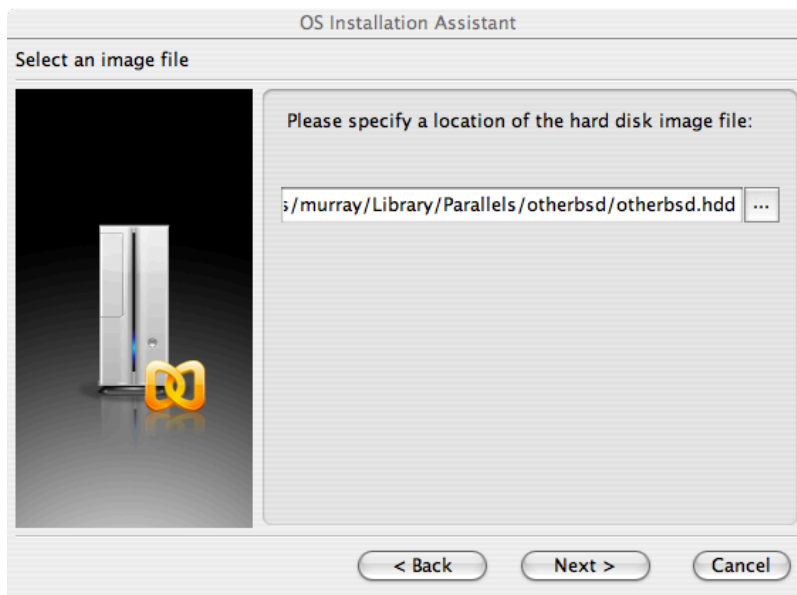 OS Installation Assistant
Select an image file
Please specify a location of the hard disk image file:
s/murray/Library/Parallels/otherbsd/otherbsd.hdd ...
< Back Next > Cancel